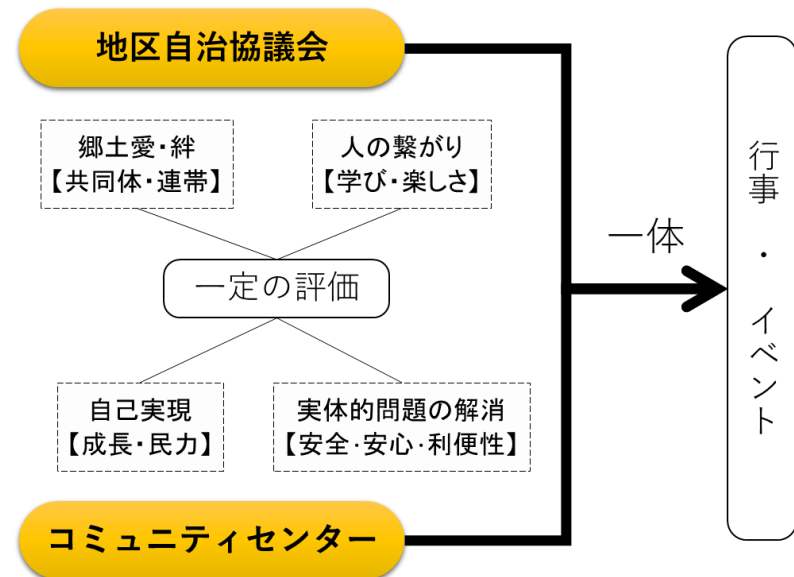 地区自治協議会
郷土愛・絆
【共同体・連帯】
人の繋がり
【学び・楽しさ】
一定の評価
自己実現
【成長・民力】
実体的問題の解消
【安全・安心・利便性】
コミュニティセンター
一体
行事・イベント